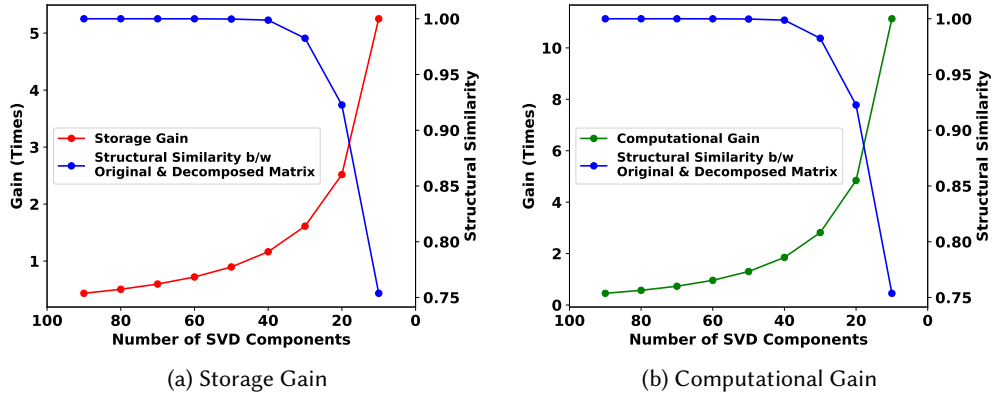 5
4
3
2
1
1.00
0.95
0.90
0.85
0.80
0.75
100
80
60
40
20
0
Gain (Times)
Structural Similarity
Storage Gain
Structural Similarity b/w
Original & Decomposed Matrix
Number of SVD Components
(a) Storage Gain
10
8
6
4
2
0
1.00
0.95
0.90
0.85
0.80
0.75
100
80
60
40
20
0
Gain (Times)
Structural Similarity
Computational Gain
Structural Similarity b/w
Original & Decomposed Matrix
Number of SVD Components
(b) Computational Gain